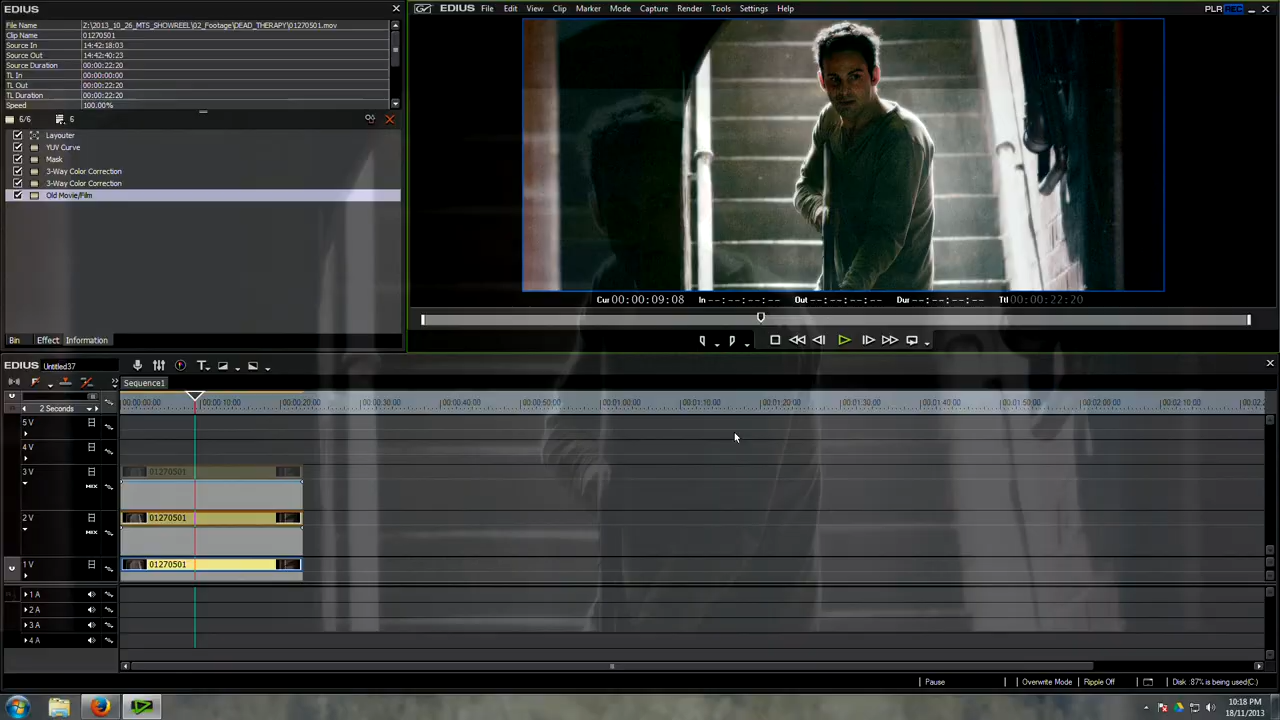 EDIUS
File Name Z:\2013_10_26_MTS_SHOWREEL\02_Footage\DEAD_THERAPY\01270501.mov
Clip Name 01270501
Source In 14:42:18:03
Source Out 14:42:40:23
Source Duration 00:00:22:20
TL In 00:00:00:00
TL Out 00:00:22:20
TL Duration 00:00:22:20
Speed 100.00%
6/6 6
Layouter
YUV Curve
Mask
3-Way Color Correction
3-Way Color Correction
Old Movie/Film
Bin Effect Information
EDIUS File Edit View Clip Marker Mode Capture Render Tools Settings Help PLR REC
Cur 00:00:09:08 In --:--:--:-- Out --:--:--:-- Dur --:--:--:-- Ttl 00:00:22:20
EDIUS Untitled37
Sequence1
2 Seconds 00:00:00:00 00:00:10:00 00:00:20:00 00:00:30:00 00:00:40:00 00:00:50:00 00:01:00:00 00:01:10:00 00:01:20:00 00:01:30:00 00:01:40:00 00:01:50:00 00:02:00:00 00:02:10:00 00:02:2
5 V
4 V
3 V 01270501
MIX
2 V 01270501
MIX
1 V 01270501
1 A
2 A
3 A
4 A
Pause Overwrite Mode Ripple Off Disk :87% is being used(C:)
10:18 PM
18/11/2013